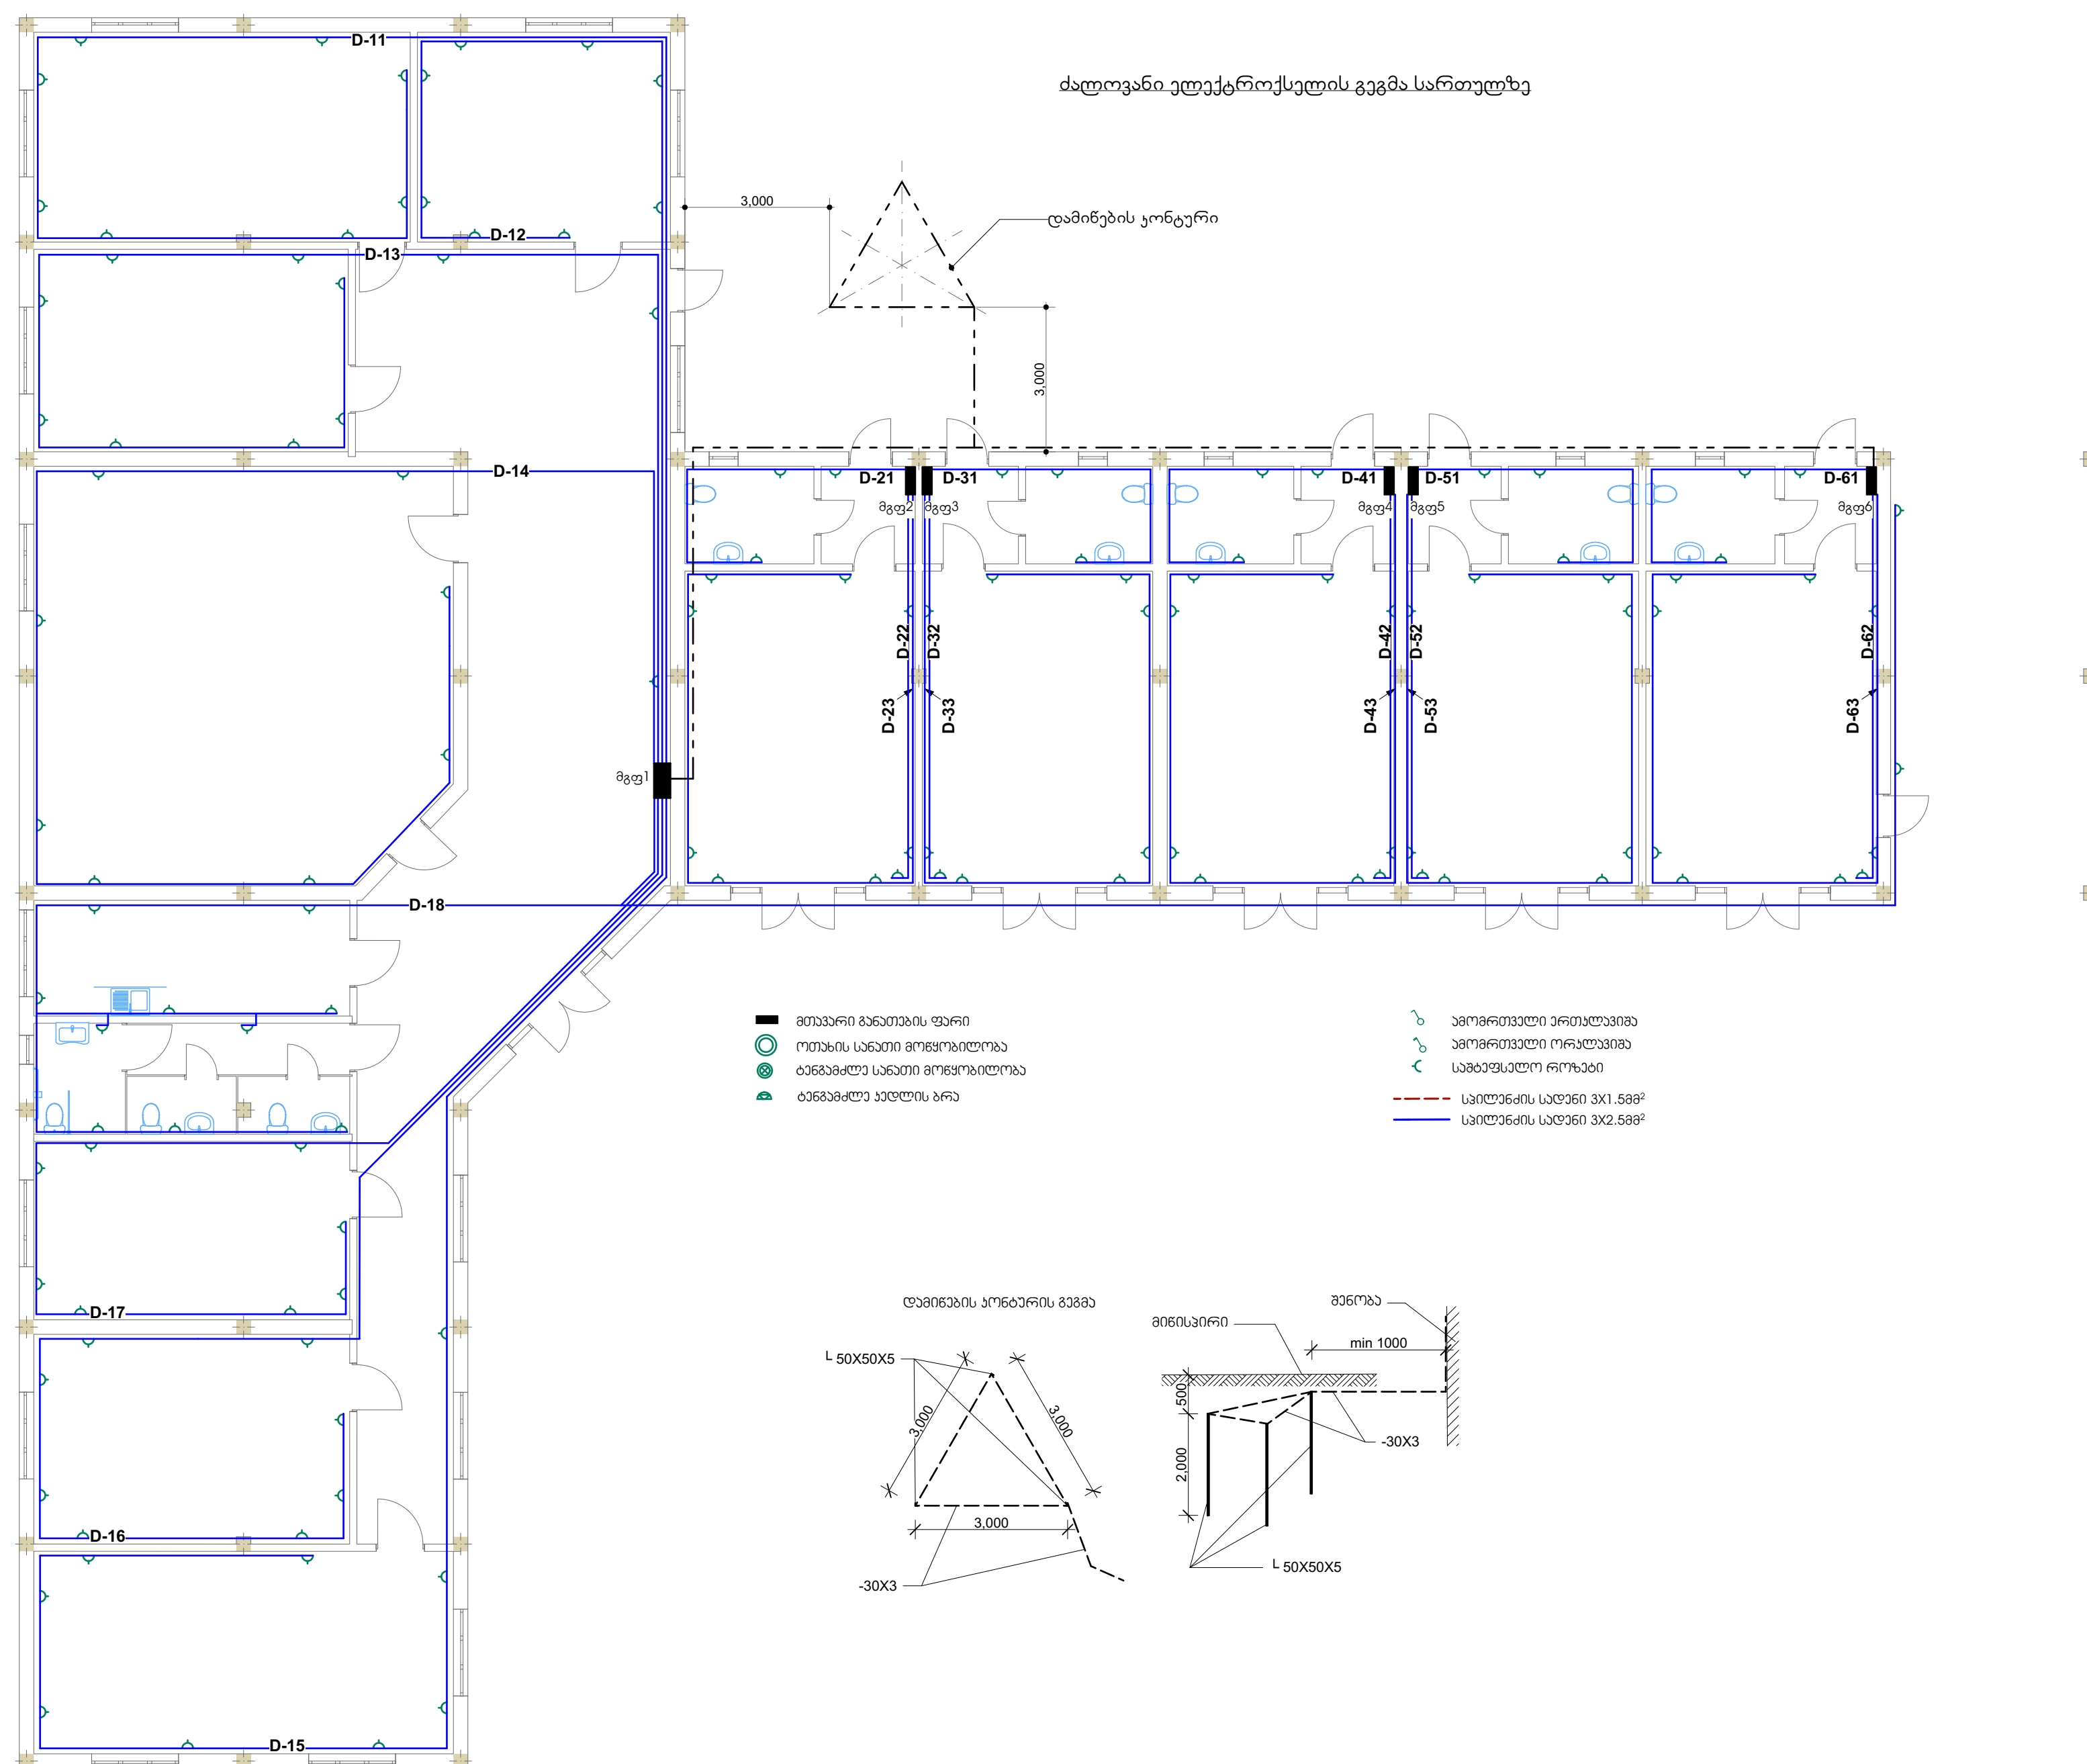 D-11
ძალოვანი ელექტროქსელის გეგმა სართულზე
3,000
დამიწების კონტური
D-12
D-13
3,000
D-14
D-21
D-31
D-41
D-51
D-61
მგფ2
მგფ3
მგფ4
მგფ5
მგფ6
D-22
D-32
D-42
D-52
D-62
D-23
D-33
D-43
D-53
D-63
მგფ1
D-18
მთავარი განათების ფარი
ოთახის სანათი მოწყობილობა
ტენგამძლე სანათი მოწყობილობა
ტენგამძლე კედლის ბრა
ამომრთველი ერთკლავიშა
ამომრთველი ორკლავიშა
საშტეფსელო როზეტი
სპილენძის სადენი 3X1.5მმ²
სპილენძის სადენი 3X2.5მმ²
D-17
დამიწების კონტურის გეგმა
შენობა
მიწისპირი
min 1000
L 50X50X5
500
3,000
3,000
-30X3
2,000
3,000
L 50X50X5
-30X3
D-16
D-15